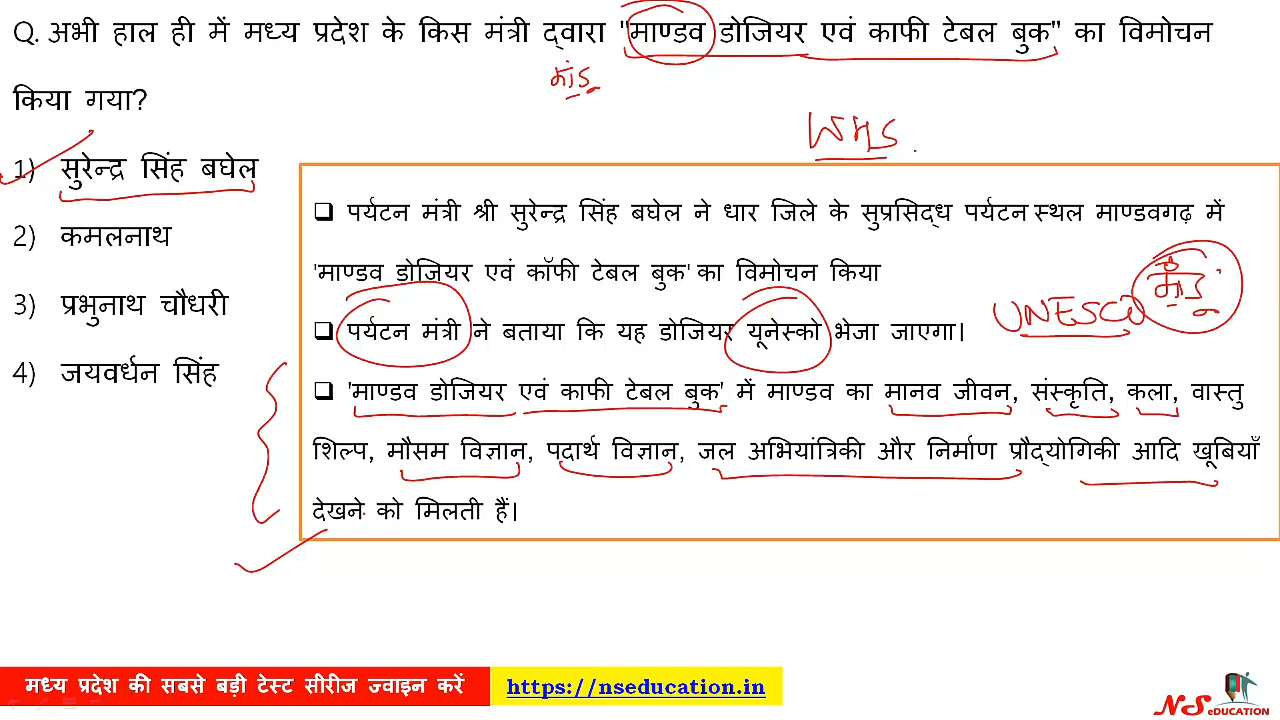 Q. अभी हाल ही में मध्य प्रदेश के किस मंत्री द्वारा "माण्डव डोजियर एवं काफी टेबल बुक" का विमोचन
किया गया?
मांडू
WHS
1) सुरेन्द्र सिंह बघेल
2) कमलनाथ
3) प्रभुनाथ चौधरी
4) जयवर्धन सिंह
❑ पर्यटन मंत्री श्री सुरेन्द्र सिंह बघेल ने धार जिले के सुप्रसिद्ध पर्यटन स्थल माण्डवगढ़ में
'माण्डव डोजियर एवं कॉफी टेबल बुक' का विमोचन किया
❑ पर्यटन मंत्री ने बताया कि यह डोजियर यूनेस्को भेजा जाएगा।
UNESCO
मांडू
❑ 'माण्डव डोजियर एवं काफी टेबल बुक' में माण्डव का मानव जीवन, संस्कृति, कला, वास्तु
शिल्प, मौसम विज्ञान, पदार्थ विज्ञान, जल अभियांत्रिकी और निर्माण प्रौद्योगिकी आदि खूबियाँ
देखने को मिलती हैं।
मध्य प्रदेश की सबसे बड़ी टेस्ट सीरीज ज्वाइन करें
https://nseducation.in
NS EDUCATION